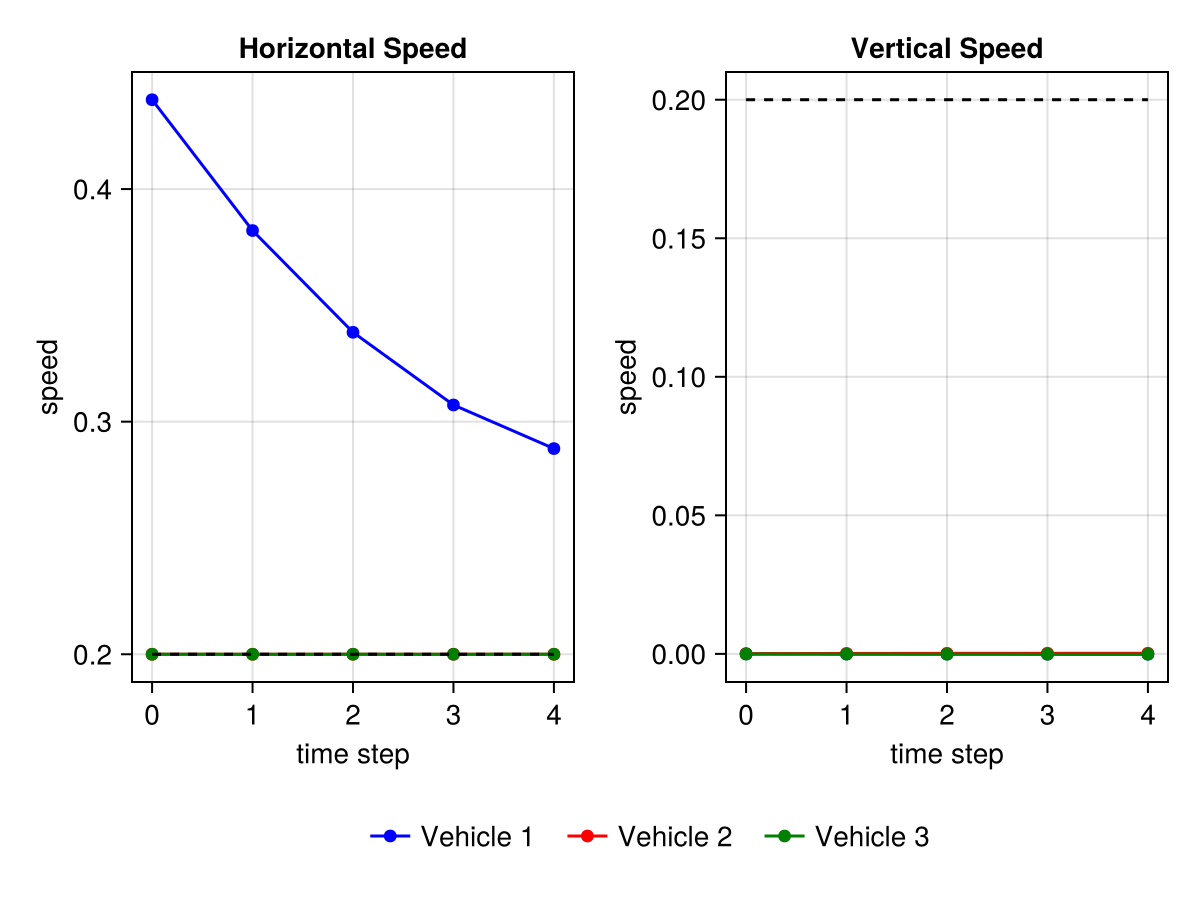 Horizontal Speed
Vertical Speed
speed
0.4
0.3
0.2
0 1 2 3 4
time step
speed
0.20
0.15
0.10
0.05
0.00
0 1 2 3 4
time step
Vehicle 1 Vehicle 2 Vehicle 3